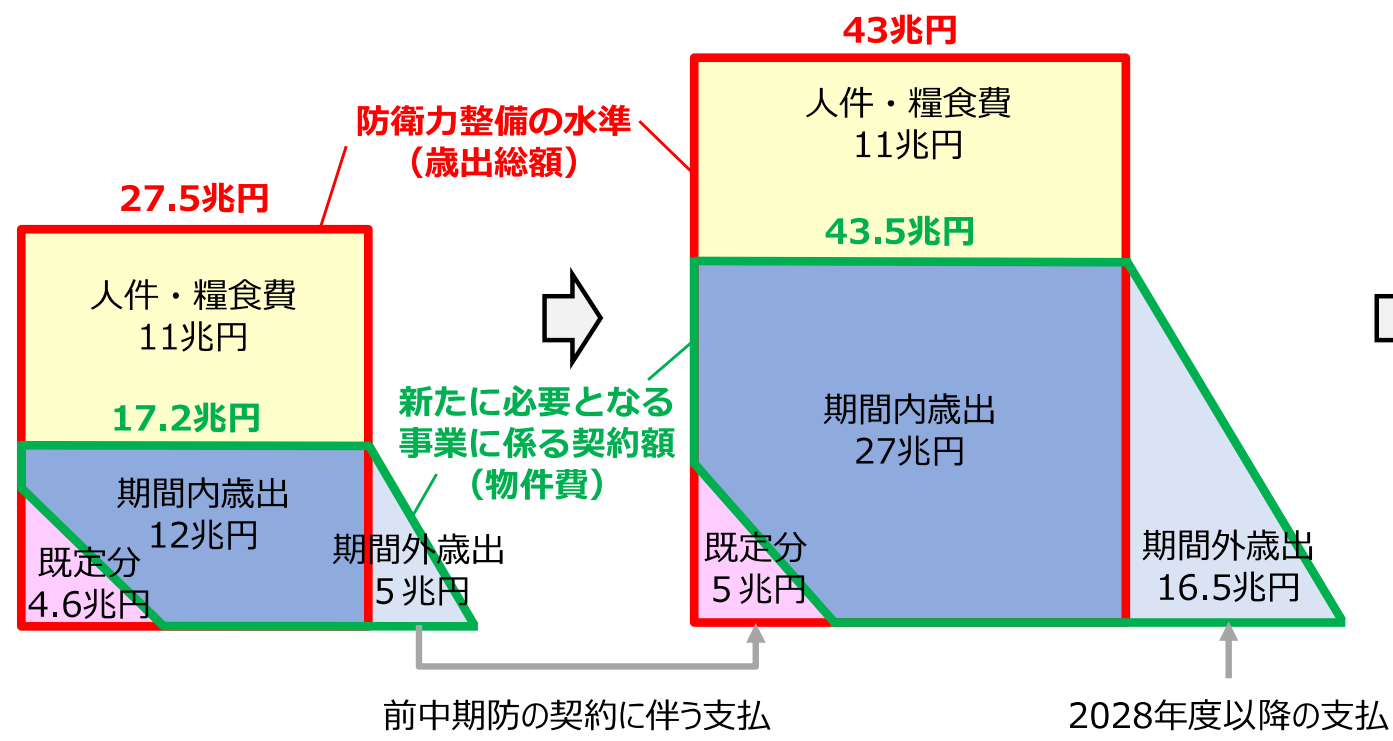 43兆円
人件・糧食費
11兆円
防衛力整備の水準
（歳出総額）
27.5兆円
43.5兆円
人件・糧食費
11兆円
新たに必要となる
事業に係る契約額
（物件費）
17.2兆円
期間内歳出
27兆円
期間内歳出
12兆円
既定分
4.6兆円
期間外歳出
5兆円
既定分
5兆円
期間外歳出
16.5兆円
前中期防の契約に伴う支払
2028年度以降の支払